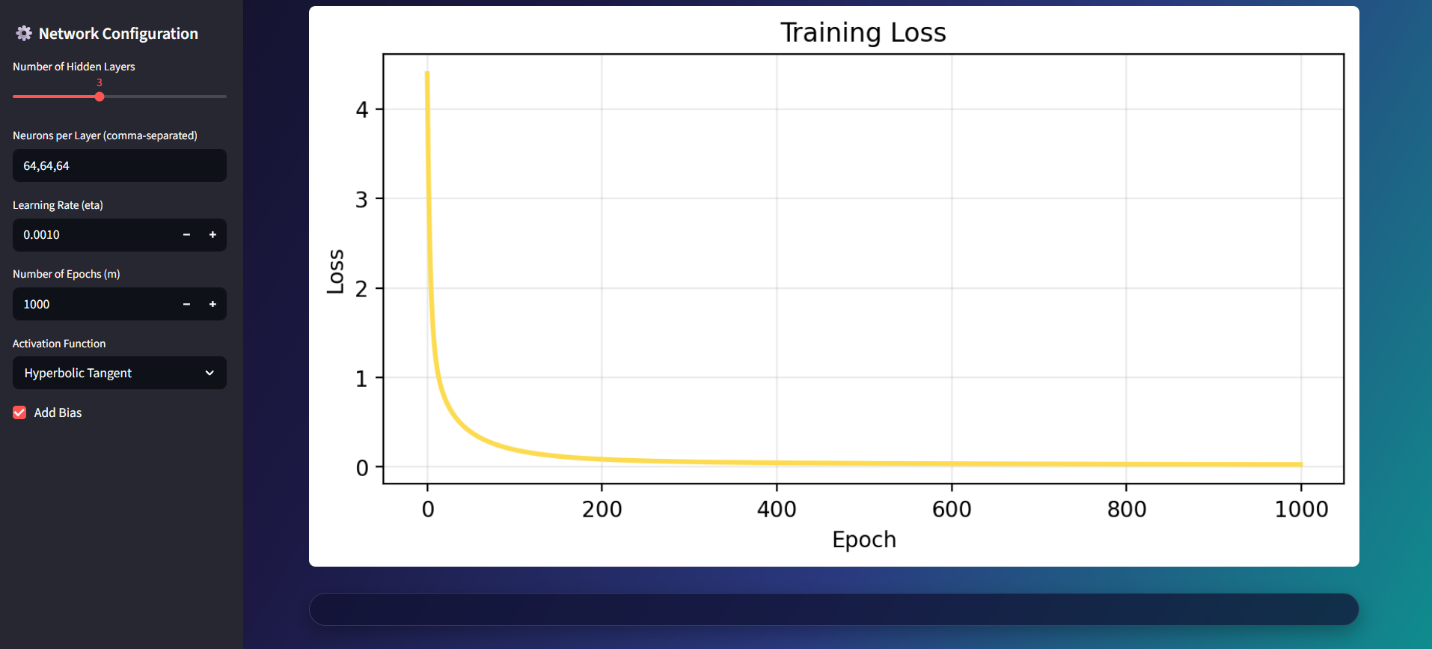 Network Configuration
Number of Hidden Layers
3
Neurons per Layer (comma-separated)
64,64,64
Learning Rate (eta)
0.0010
− +
Number of Epochs (m)
1000
− +
Activation Function
Hyperbolic Tangent
Add Bias
Training Loss
Loss
4
3
2
1
0
0 200 400 600 800 1000
Epoch